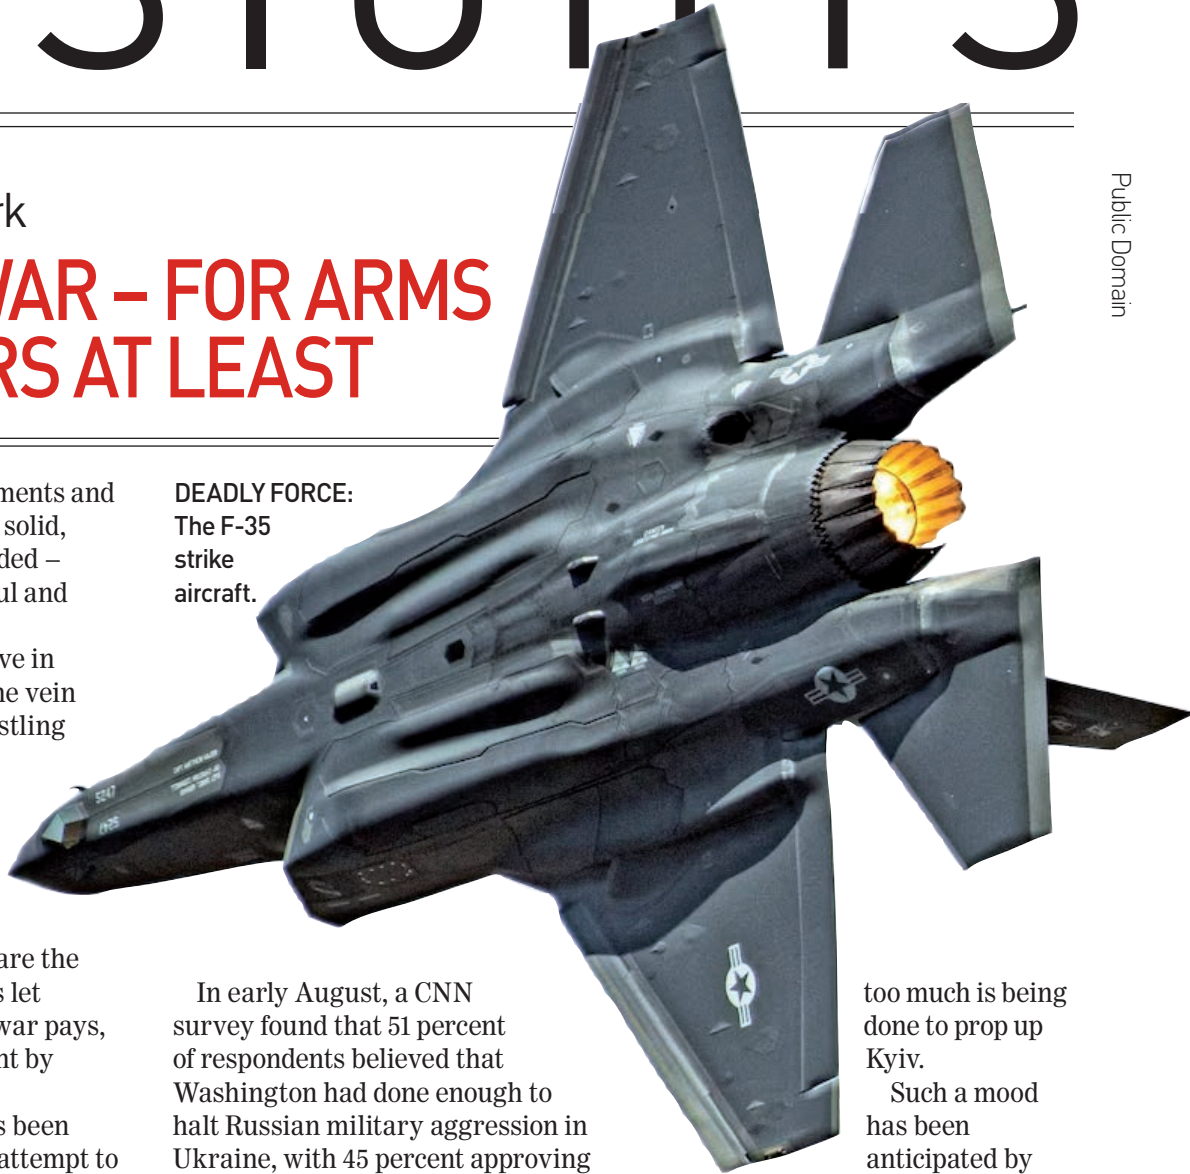 rk
WAR – FOR ARMS
RS AT LEAST
Public Domain
ments and
solid,
ded –
ul and
ve in
ne vein
stling
are the
s let
war pays,
nt by
s been
attempt to
DEADLY FORCE:
The F-35
strike
aircraft.
5247
5247
In early August, a CNN
survey found that 51 percent
of respondents believed that
Washington had done enough to
halt Russian military aggression in
Ukraine, with 45 percent approving
too much is being
done to prop up
Kyiv.
Such a mood
has been
anticipated by